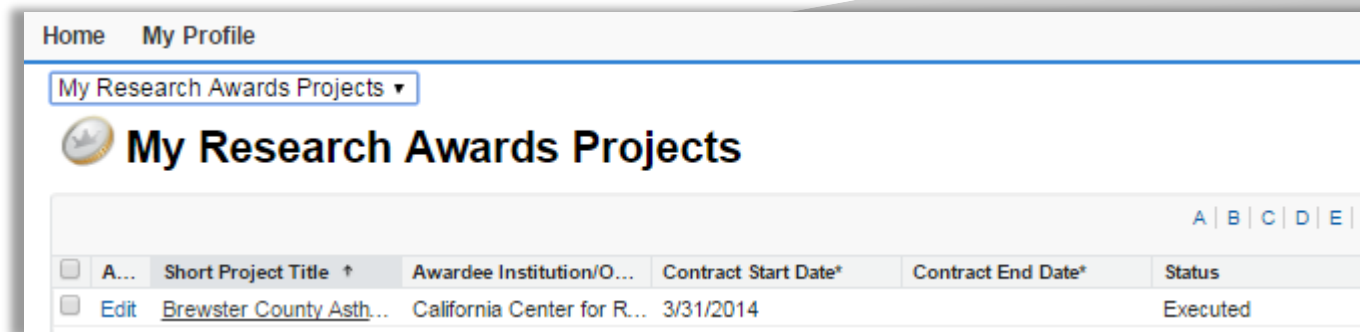 Home My Profile
My Research Awards Projects ▾
My Research Awards Projects
A | B | C | D | E |
A... Short Project Title ↑ Awardee Institution/O... Contract Start Date* Contract End Date* Status
Edit Brewster County Asth... California Center for R... 3/31/2014 Executed